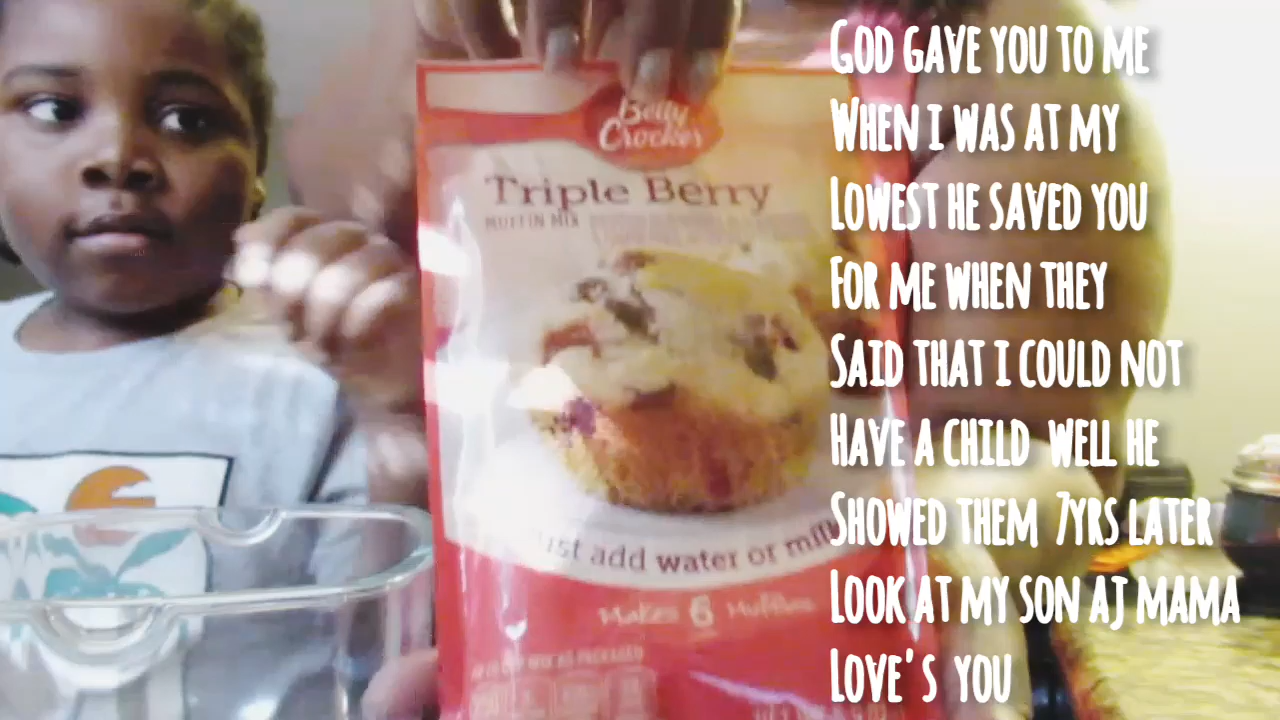 GOD GAVE YOU TO ME
WHEN I WAS AT MY
LOWEST HE SAVED YOU
FOR ME WHEN THEY
SAID THAT I COULD NOT
HAVE A CHILD WELL HE
SHOWED THEM 7YRS LATER
LOOK AT MY SON AJ MAMA
LOVE'S YOU
Betty
Crocker
Triple Berry
MUFFIN MIX
just add water or milk
Makes 6 Muffins